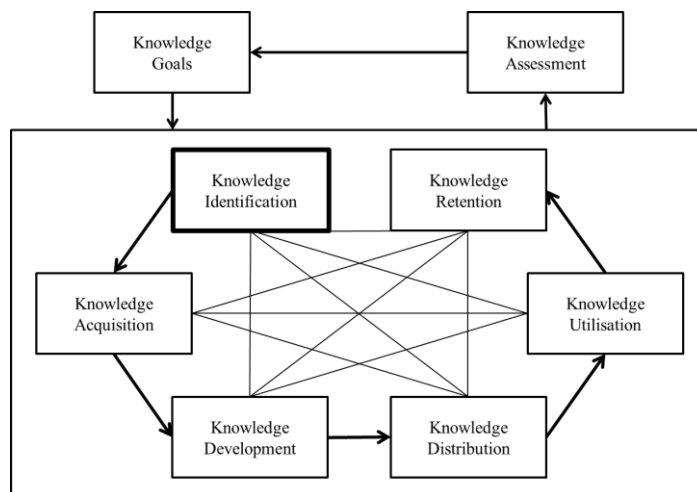 Knowledge
Goals
Knowledge
Assessment
Knowledge
Identification
Knowledge
Retention
Knowledge
Acquisition
Knowledge
Utilisation
Knowledge
Development
Knowledge
Distribution